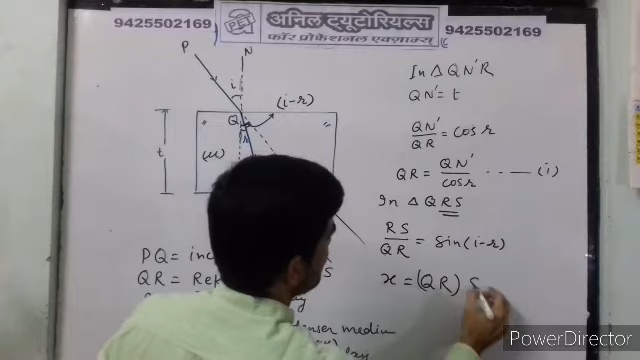 9425502169
अनिल ट्यूटोरियल्स
PET
फॉर प्रोफेशनल एक्ज़ाम्स
9425502169
P
N
i
(i-r)
Q
r
t
(μ)
S
PQ = inc
QR = Ref
denser medium
In Δ QN'R
QN' = t
QN'/QR = cos r
QR = QN'/cos r ---- (i)
In Δ QRS
RS/QR = sin(i-r)
x = (QR) S
PowerDirector